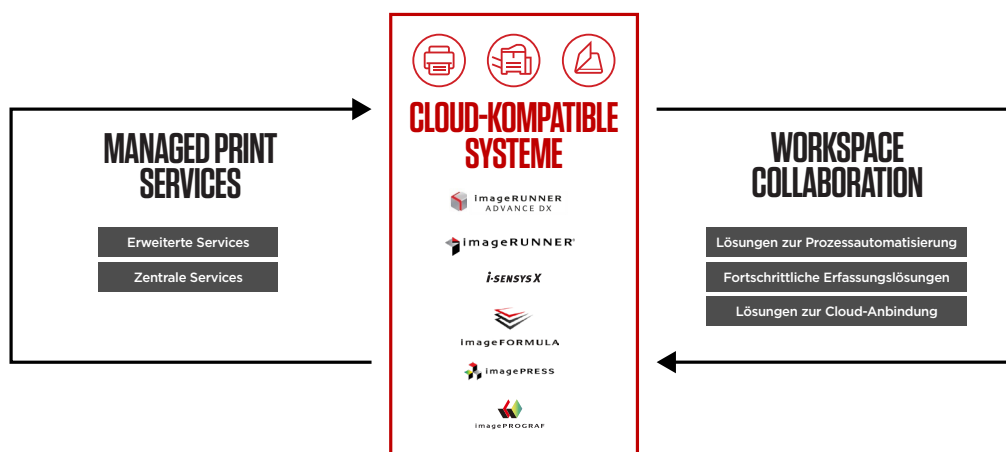 MANAGED PRINT
SERVICES
Erweiterte Services
Zentrale Services
CLOUD-KOMPATIBLE
SYSTEME
imageRUNNER
ADVANCE DX
imageRUNNER®
i-SENSYS X
imageFORMULA
imagePRESS
imagePROGRAF
WORKSPACE
COLLABORATION
Lösungen zur Prozessautomatisierung
Fortschrittliche Erfassungslösungen
Lösungen zur Cloud-Anbindung